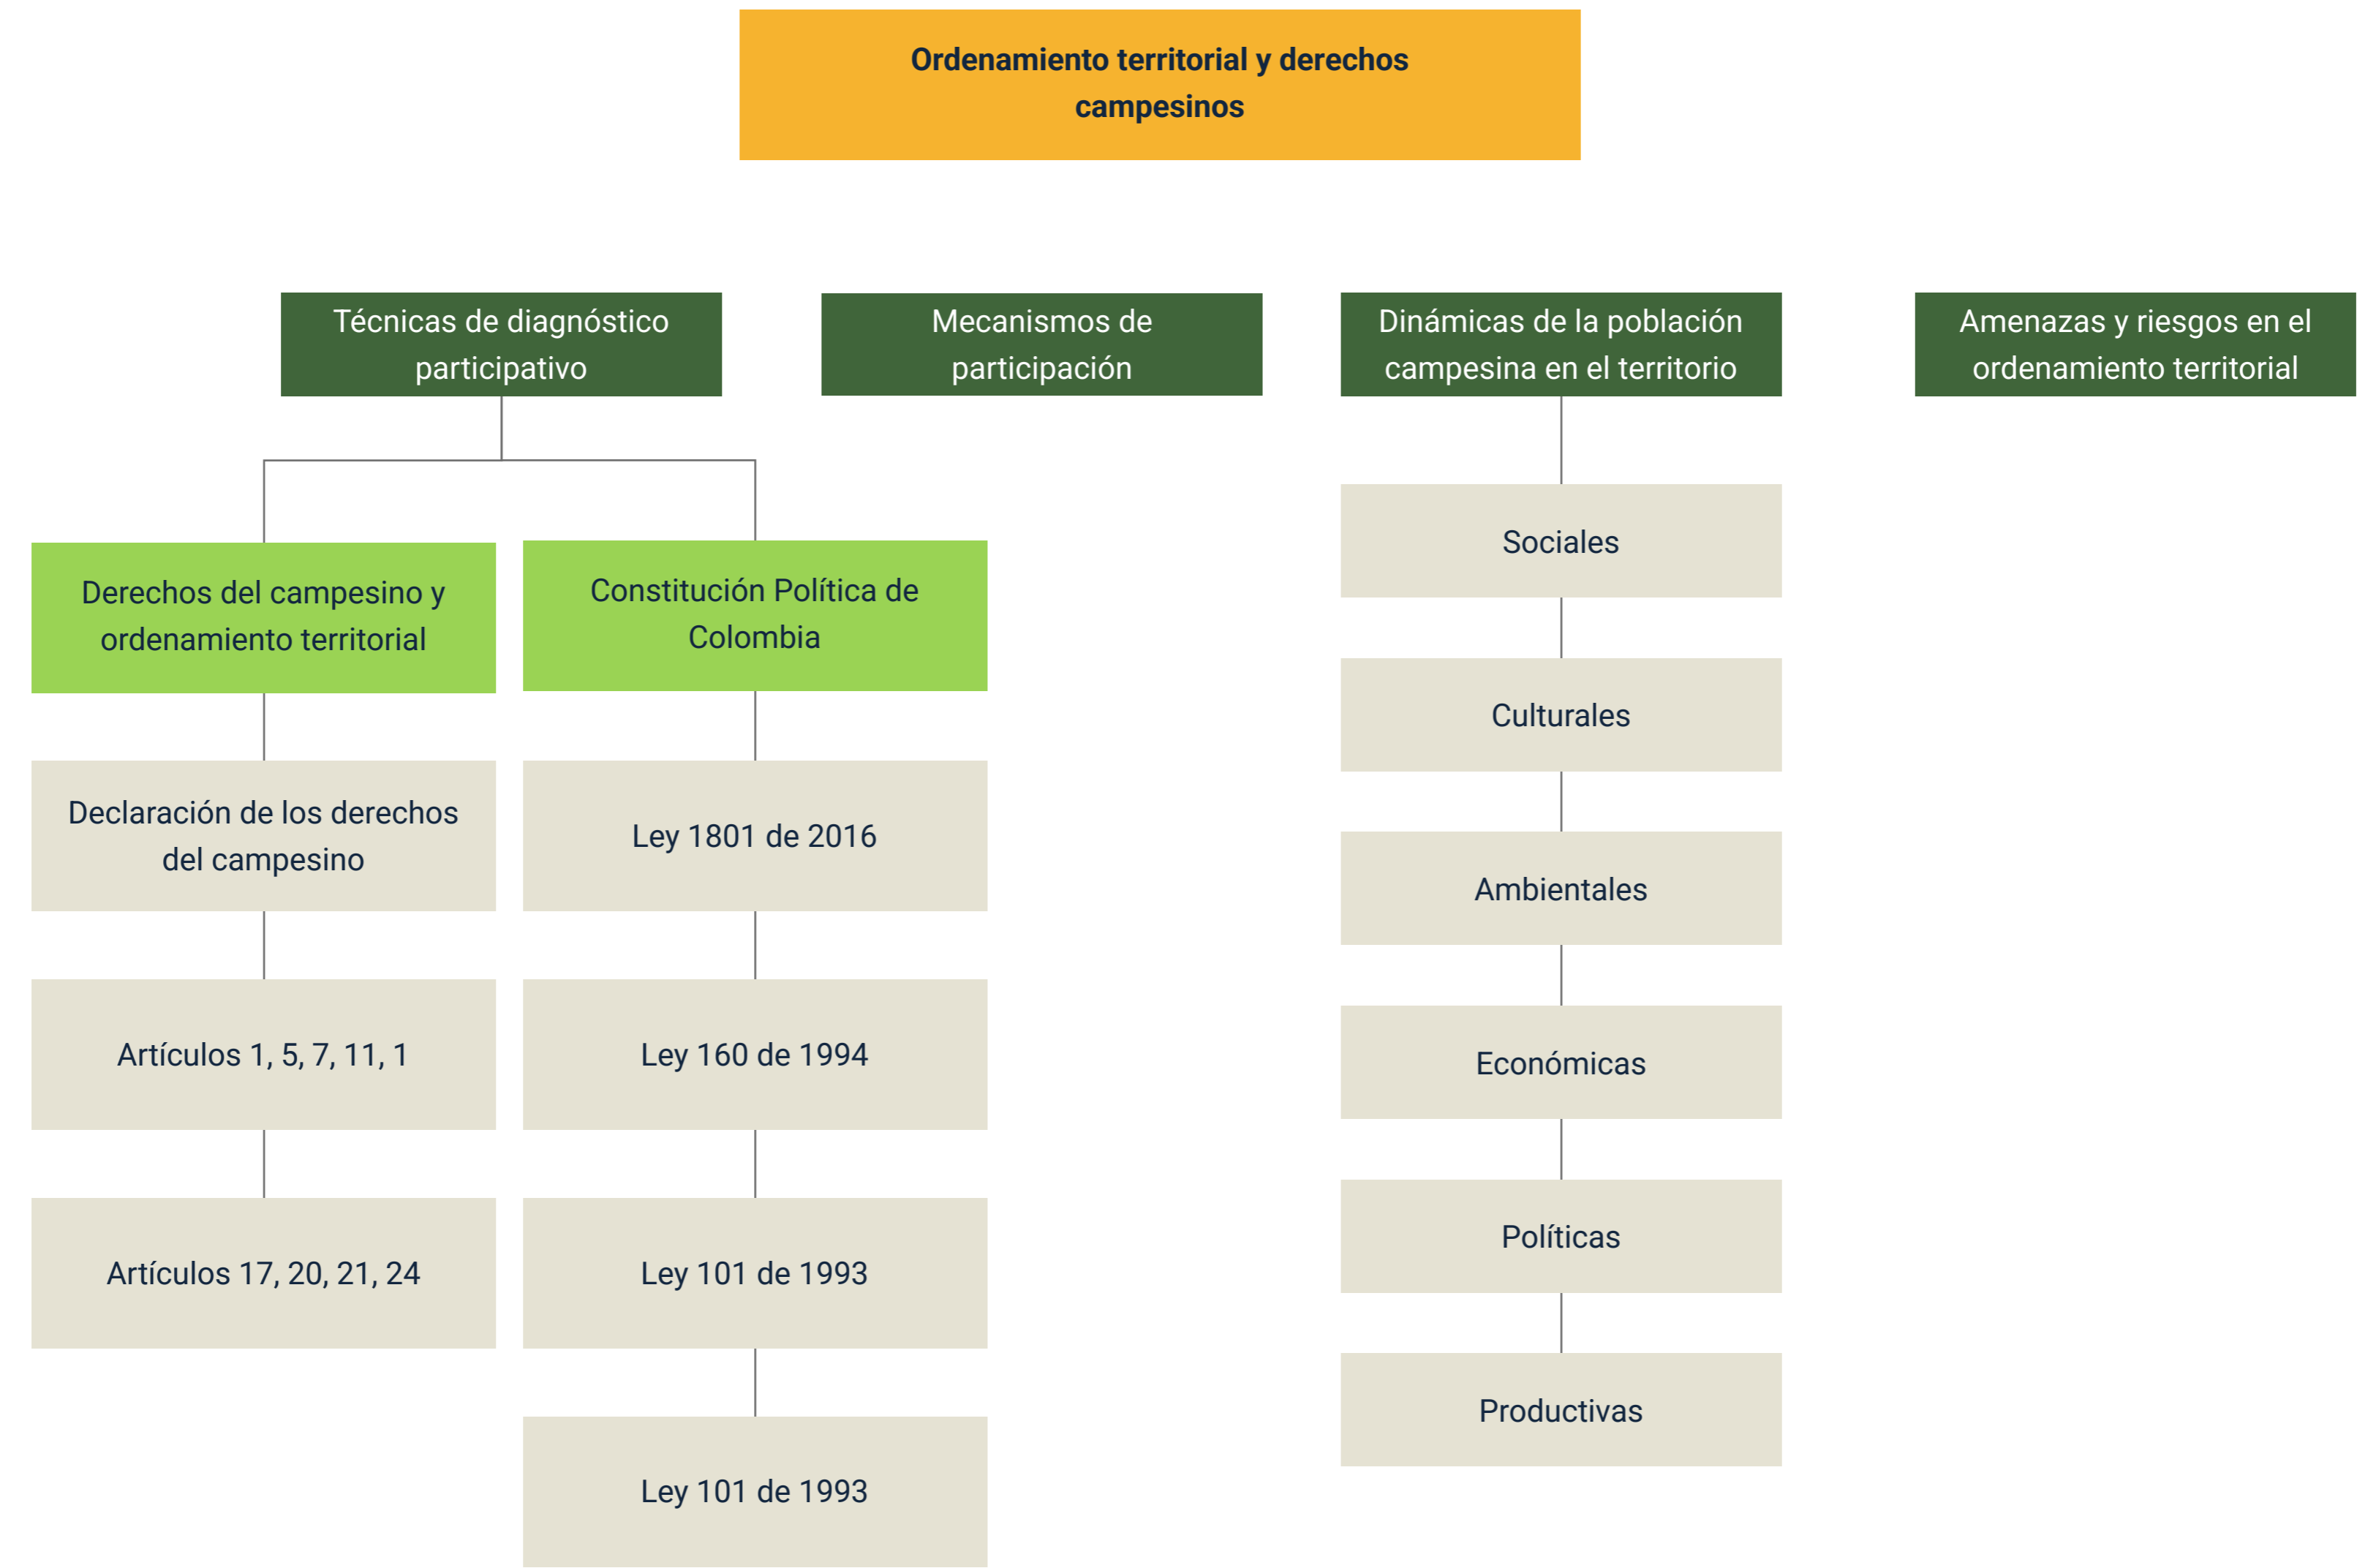 Ordenamiento territorial y derechos
campesinos
Técnicas de diagnóstico
participativo
Mecanismos de
participación
Dinámicas de la población
campesina en el territorio
Amenazas y riesgos en el
ordenamiento territorial
Derechos del campesino y
ordenamiento territorial
Declaración de los derechos
del campesino
Artículos 1, 5, 7, 11, 1
Artículos 17, 20, 21, 24
Constitución Política de
Colombia
Ley 1801 de 2016
Ley 160 de 1994
Ley 101 de 1993
Ley 101 de 1993
Sociales
Culturales
Ambientales
Económicas
Políticas
Productivas